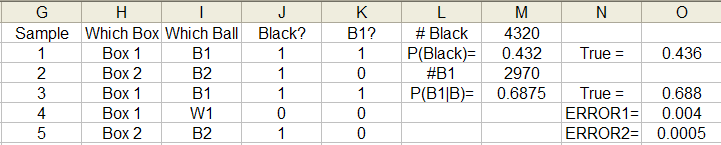 G H I J K L M N O
Sample Which Box Which Ball Black? B1? # Black 4320
1 Box 1 B1 1 1 P(Black)= 0.432 True = 0.436
2 Box 2 B2 1 0 #B1 2970
3 Box 1 B1 1 1 P(B1|B)= 0.6875 True = 0.688
4 Box 1 W1 0 0 ERROR1= 0.004
5 Box 2 B2 1 0 ERROR2= 0.0005